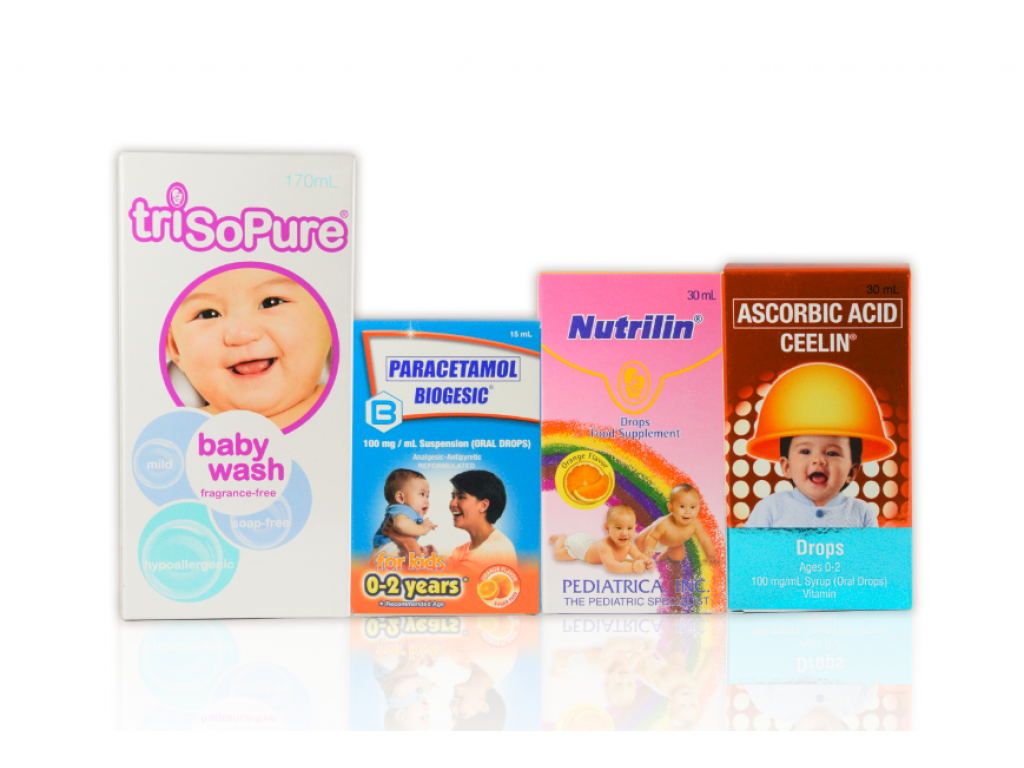 170mL
triSoPure®
baby
wash
fragrance-free
mild
soap-free
hypoallergenic
15 mL
PARACETAMOL
BIOGESIC®
B
100 mg / mL Suspension (ORAL DROPS)
Analgesic-Antipyretic
REFORMULATED
for kids
0-2 years*
* Recommended Age
ORANGE FLAVOR
30 mL
Nutrilin®
Drops
Food Supplement
Orange Flavor
PEDIATRICA, INC.
THE PEDIATRIC SPECIALIST
30 mL
ASCORBIC ACID
CEELIN®
Drops
Ages 0-2
100 mg/mL Syrup (Oral Drops)
Vitamin